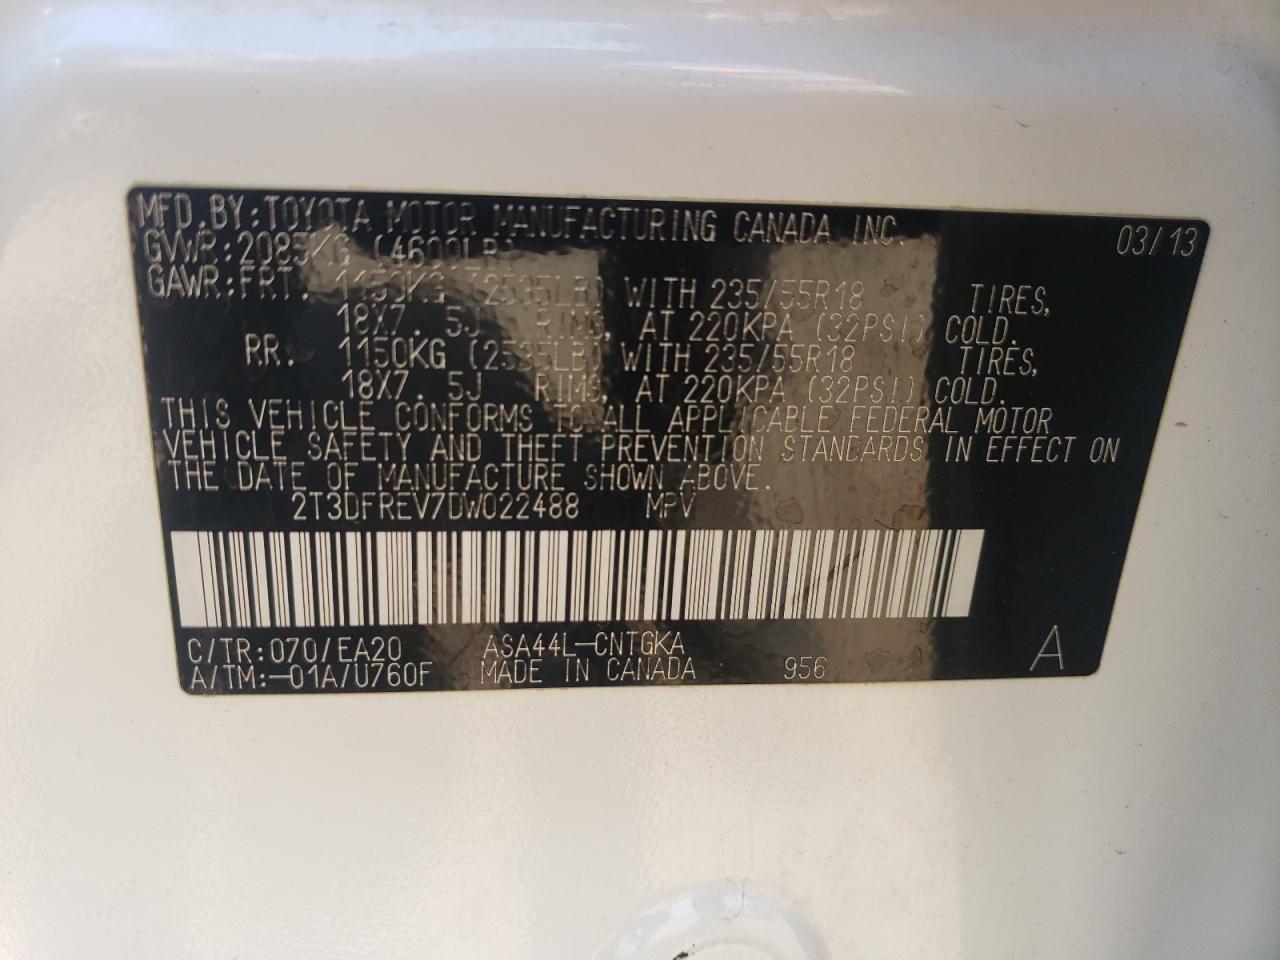 MFD.BY:TOYOTA MOTOR MANUFACTURING CANADA INC. 03/13
GVWR:2085KG (4600LB)
GAWR:FRT. 1150KG (2535LB) WITH 235/55R18 TIRES,
18X7.5J RIMS, AT 220KPA (32PSI) COLD.
RR. 1150KG (2535LB) WITH 235/55R18 TIRES,
18X7.5J RIMS, AT 220KPA (32PSI) COLD.
THIS VEHICLE CONFORMS TO ALL APPLICABLE FEDERAL MOTOR
VEHICLE SAFETY AND THEFT PREVENTION STANDARDS IN EFFECT ON
THE DATE OF MANUFACTURE SHOWN ABOVE.
2T3DFREV7DW022488 MPV
C/TR:070/EA20 ASA44L-CNTGKA
A/TM:-01A/U760F MADE IN CANADA 956 A